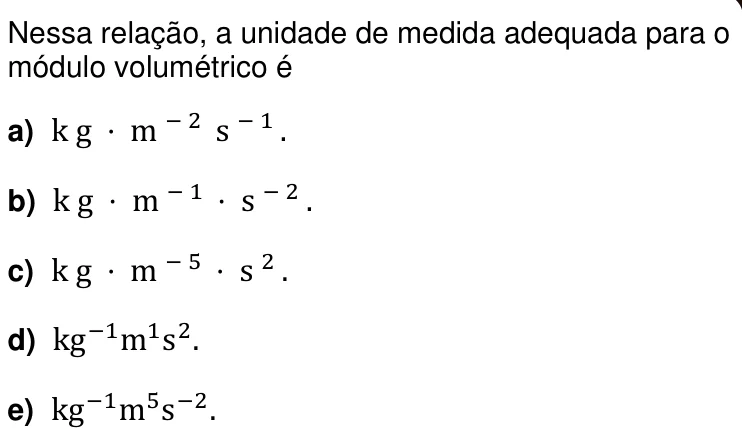 Nessa relação, a unidade de medida adequada para o
módulo volumétrico é
a) kg · m⁻² s⁻¹.
b) kg · m⁻¹ · s⁻².
c) kg · m⁻⁵ · s².
d) kg⁻¹m¹s².
e) kg⁻¹m⁵s⁻².